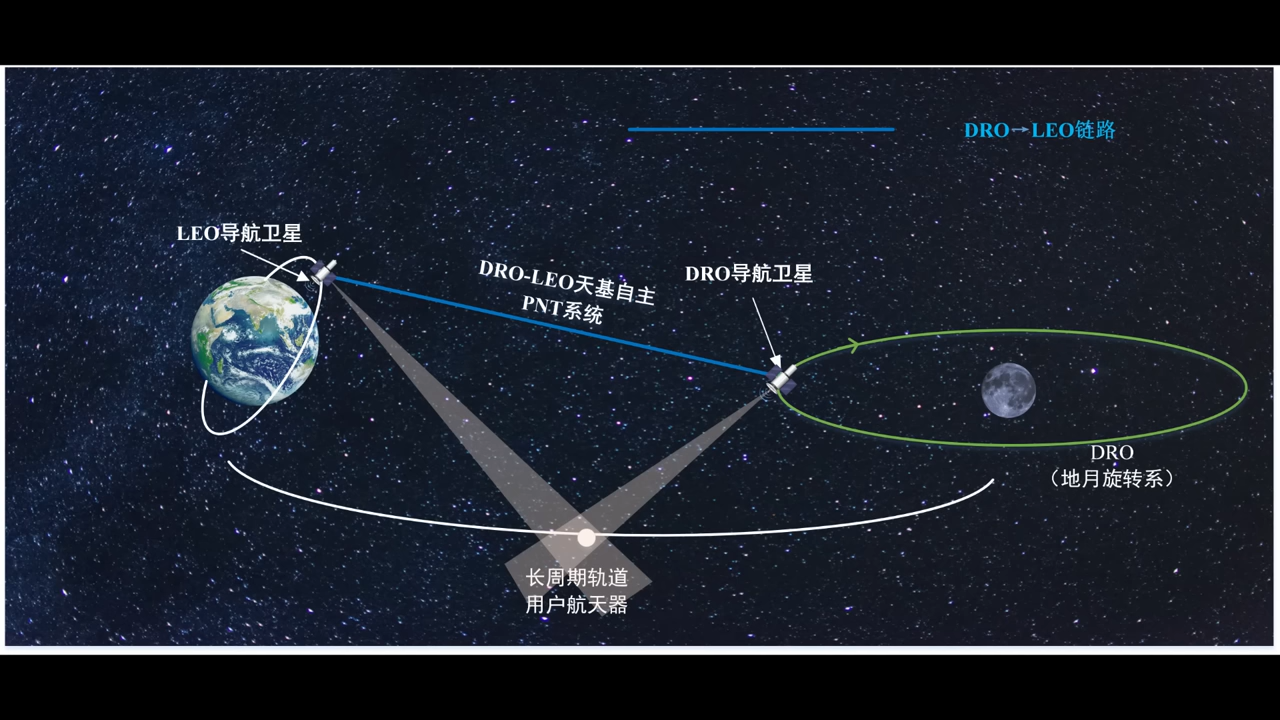 DRO↔LEO链路
LEO导航卫星
DRO-LEO天基自主
PNT系统
DRO导航卫星
DRO
（地月旋转系）
长周期轨道
用户航天器